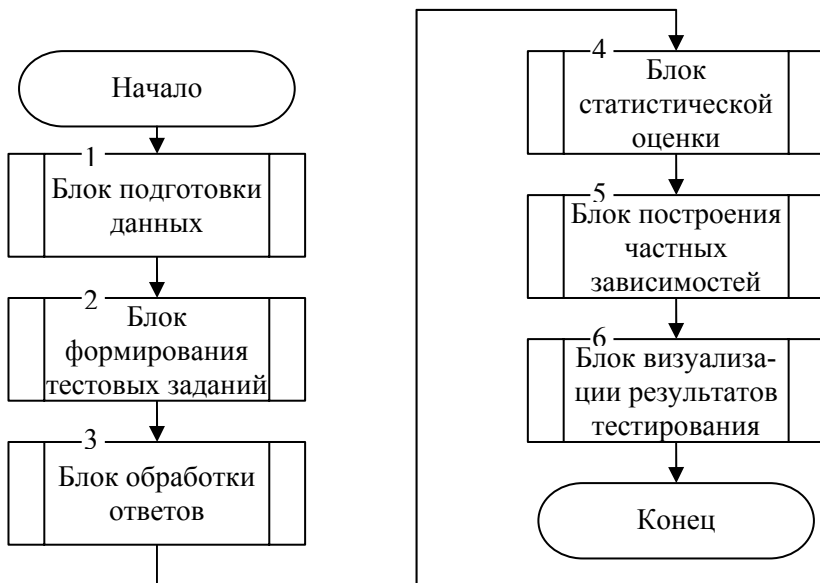 Начало
1
Блок подготовки
данных
2
Блок
формирования
тестовых заданий
3
Блок обработки
ответов
4
Блок
статистической
оценки
5
Блок построения
частных
зависимостей
6
Блок визуализа-
ции результатов
тестирования
Конец